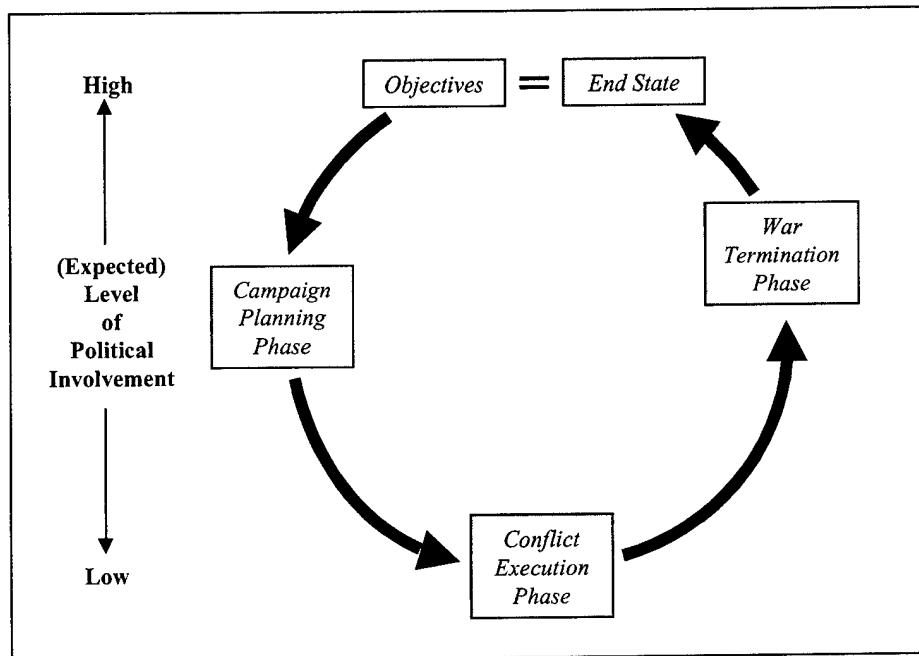 High
(Expected)
Level
of
Political
Involvement
Low
Objectives = End State
Campaign
Planning
Phase
Conflict
Execution
Phase
War
Termination
Phase